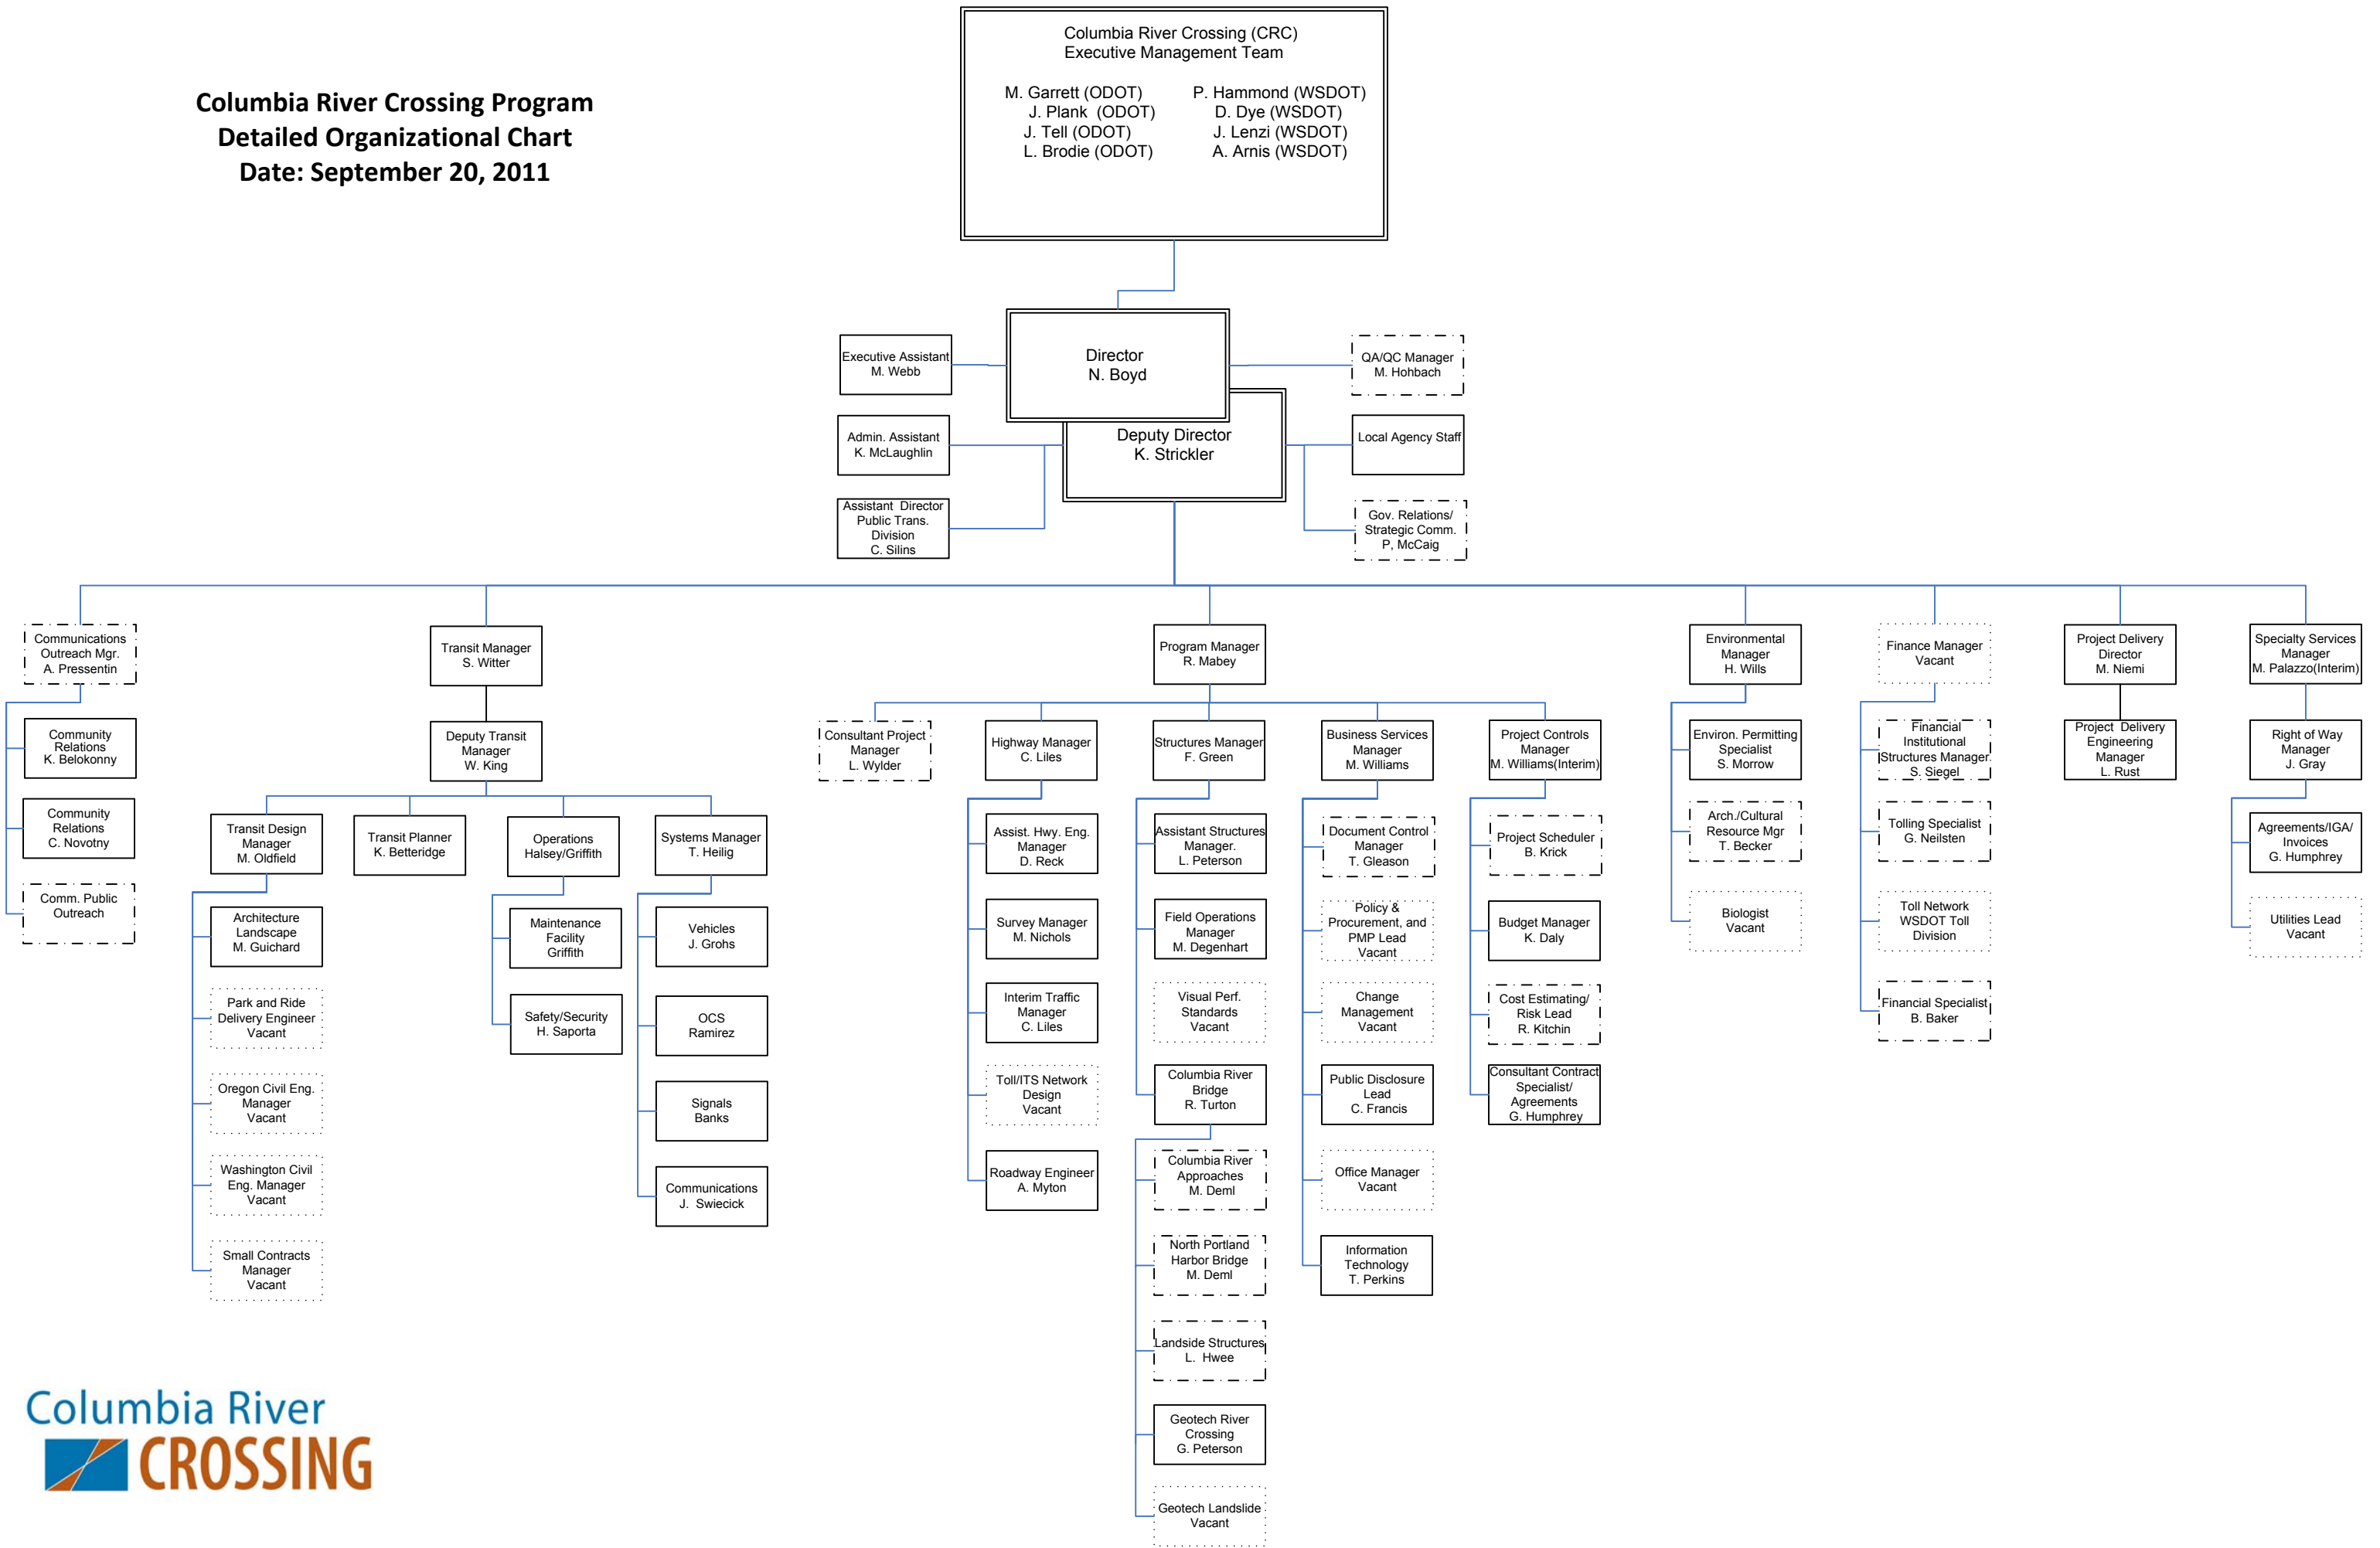 Columbia River Crossing Program
Detailed Organizational Chart
Date: September 20, 2011
Columbia River Crossing (CRC)
Executive Management Team
M. Garrett (ODOT) P. Hammond (WSDOT)
J. Plank (ODOT) D. Dye (WSDOT)
J. Tell (ODOT) J. Lenzi (WSDOT)
L. Brodie (ODOT) A. Arnis (WSDOT)
Director
N. Boyd
Deputy Director
K. Strickler
Executive Assistant
M. Webb
Admin. Assistant
K. McLaughlin
Assistant Director
Public Trans.
Division
C. Silins
QA/QC Manager
M. Hohbach
Local Agency Staff
Gov. Relations/
Strategic Comm.
P, McCaig
Communications
Outreach Mgr.
A. Pressentin
Community
Relations
K. Belokonny
Community
Relations
C. Novotny
Comm. Public
Outreach
Transit Manager
S. Witter
Deputy Transit
Manager
W. King
Transit Design
Manager
M. Oldfield
Architecture
Landscape
M. Guichard
Park and Ride
Delivery Engineer
Vacant
Oregon Civil Eng.
Manager
Vacant
Washington Civil
Eng. Manager
Vacant
Small Contracts
Manager
Vacant
Transit Planner
K. Betteridge
Operations
Halsey/Griffith
Maintenance
Facility
Griffith
Safety/Security
H. Saporta
Systems Manager
T. Heilig
Vehicles
J. Grohs
OCS
Ramirez
Signals
Banks
Communications
J. Swiecick
Program Manager
R. Mabey
Consultant Project
Manager
L. Wylder
Highway Manager
C. Liles
Assist. Hwy. Eng.
Manager
D. Reck
Survey Manager
M. Nichols
Interim Traffic
Manager
C. Liles
Toll/ITS Network
Design
Vacant
Roadway Engineer
A. Myton
Structures Manager
F. Green
Assistant Structures
Manager.
L. Peterson
Field Operations
Manager
M. Degenhart
Visual Perf.
Standards
Vacant
Columbia River
Bridge
R. Turton
Columbia River
Approaches
M. Deml
North Portland
Harbor Bridge
M. Deml
Landside Structures
L. Hwee
Geotech River
Crossing
G. Peterson
Geotech Landslide
Vacant
Business Services
Manager
M. Williams
Document Control
Manager
T. Gleason
Policy &
Procurement, and
PMP Lead
Vacant
Change
Management
Vacant
Public Disclosure
Lead
C. Francis
Office Manager
Vacant
Information
Technology
T. Perkins
Project Controls
Manager
M. Williams(Interim)
Project Scheduler
B. Krick
Budget Manager
K. Daly
Cost Estimating/
Risk Lead
R. Kitchin
Consultant Contract
Specialist/
Agreements
G. Humphrey
Environmental
Manager
H. Wills
Environ. Permitting
Specialist
S. Morrow
Arch./Cultural
Resource Mgr
T. Becker
Biologist
Vacant
Finance Manager
Vacant
Financial
Institutional
Structures Manager
S. Siegel
Tolling Specialist
G. Neilsten
Toll Network
WSDOT Toll
Division
Financial Specialist
B. Baker
Project Delivery
Director
M. Niemi
Project Delivery
Engineering
Manager
L. Rust
Specialty Services
Manager
M. Palazzo(Interim)
Right of Way
Manager
J. Gray
Agreements/IGA/
Invoices
G. Humphrey
Utilities Lead
Vacant
Columbia River
CROSSING